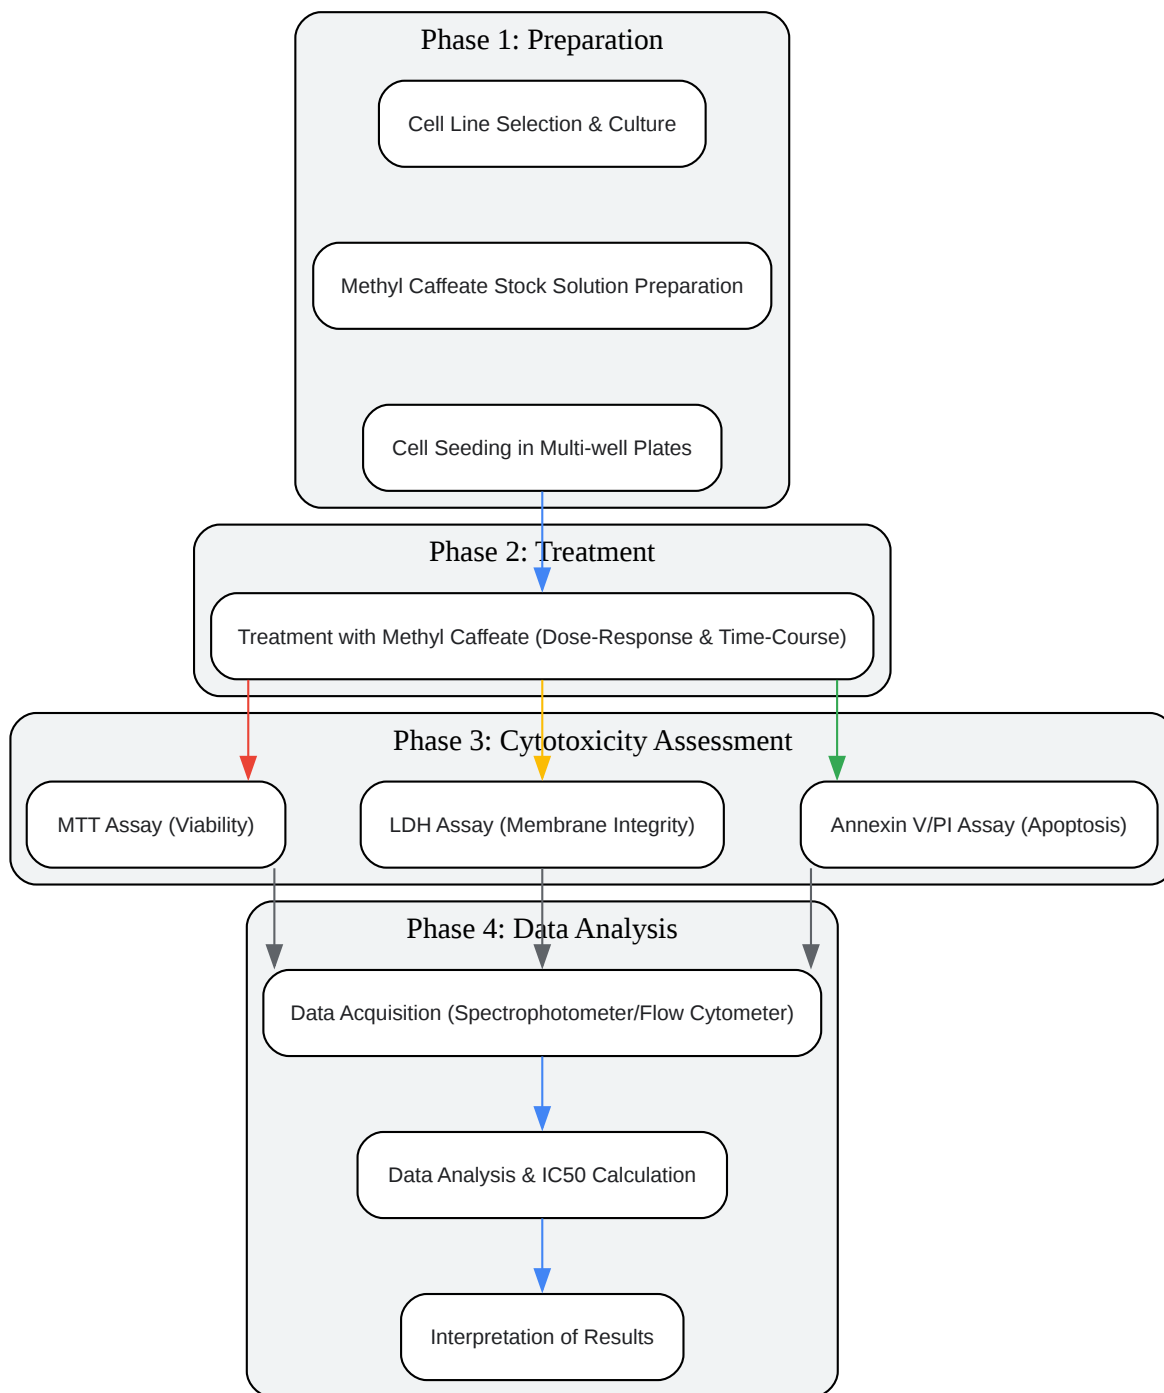 Phase 1: Preparation
Cell Line Selection & Culture
Methyl Caffeate Stock Solution Preparation
Cell Seeding in Multi-well Plates
Phase 2: Treatment
Treatment with Methyl Caffeate (Dose-Response & Time-Course)
Phase 3: Cytotoxicity Assessment
MTT Assay (Viability)
LDH Assay (Membrane Integrity)
Annexin V/PI Assay (Apoptosis)
Phase 4: Data Analysis
Data Acquisition (Spectrophotometer/Flow Cytometer)
Data Analysis & IC50 Calculation
Interpretation of Results